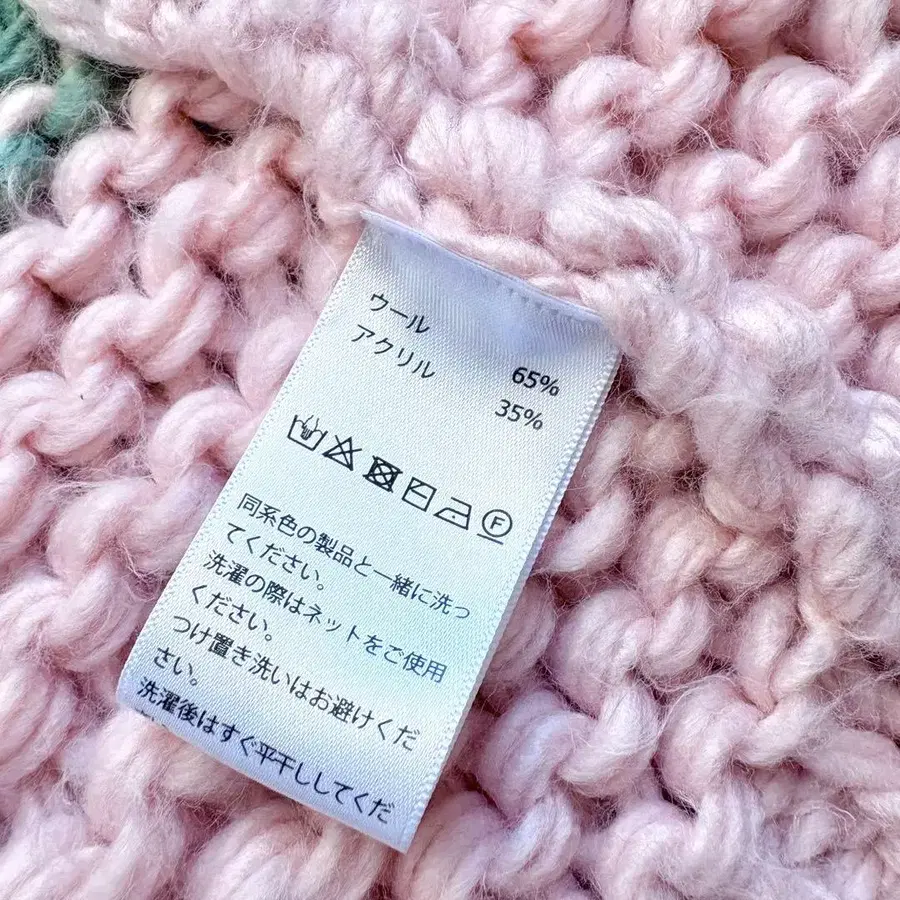 ウール 65%
アクリル 35%
F
同系色の製品と一緒に洗っ
てください。
洗濯の際はネットをご使用
ください。
つけ置き洗いはお避けくだ
さい。
洗濯後はすぐ平干ししてくだ